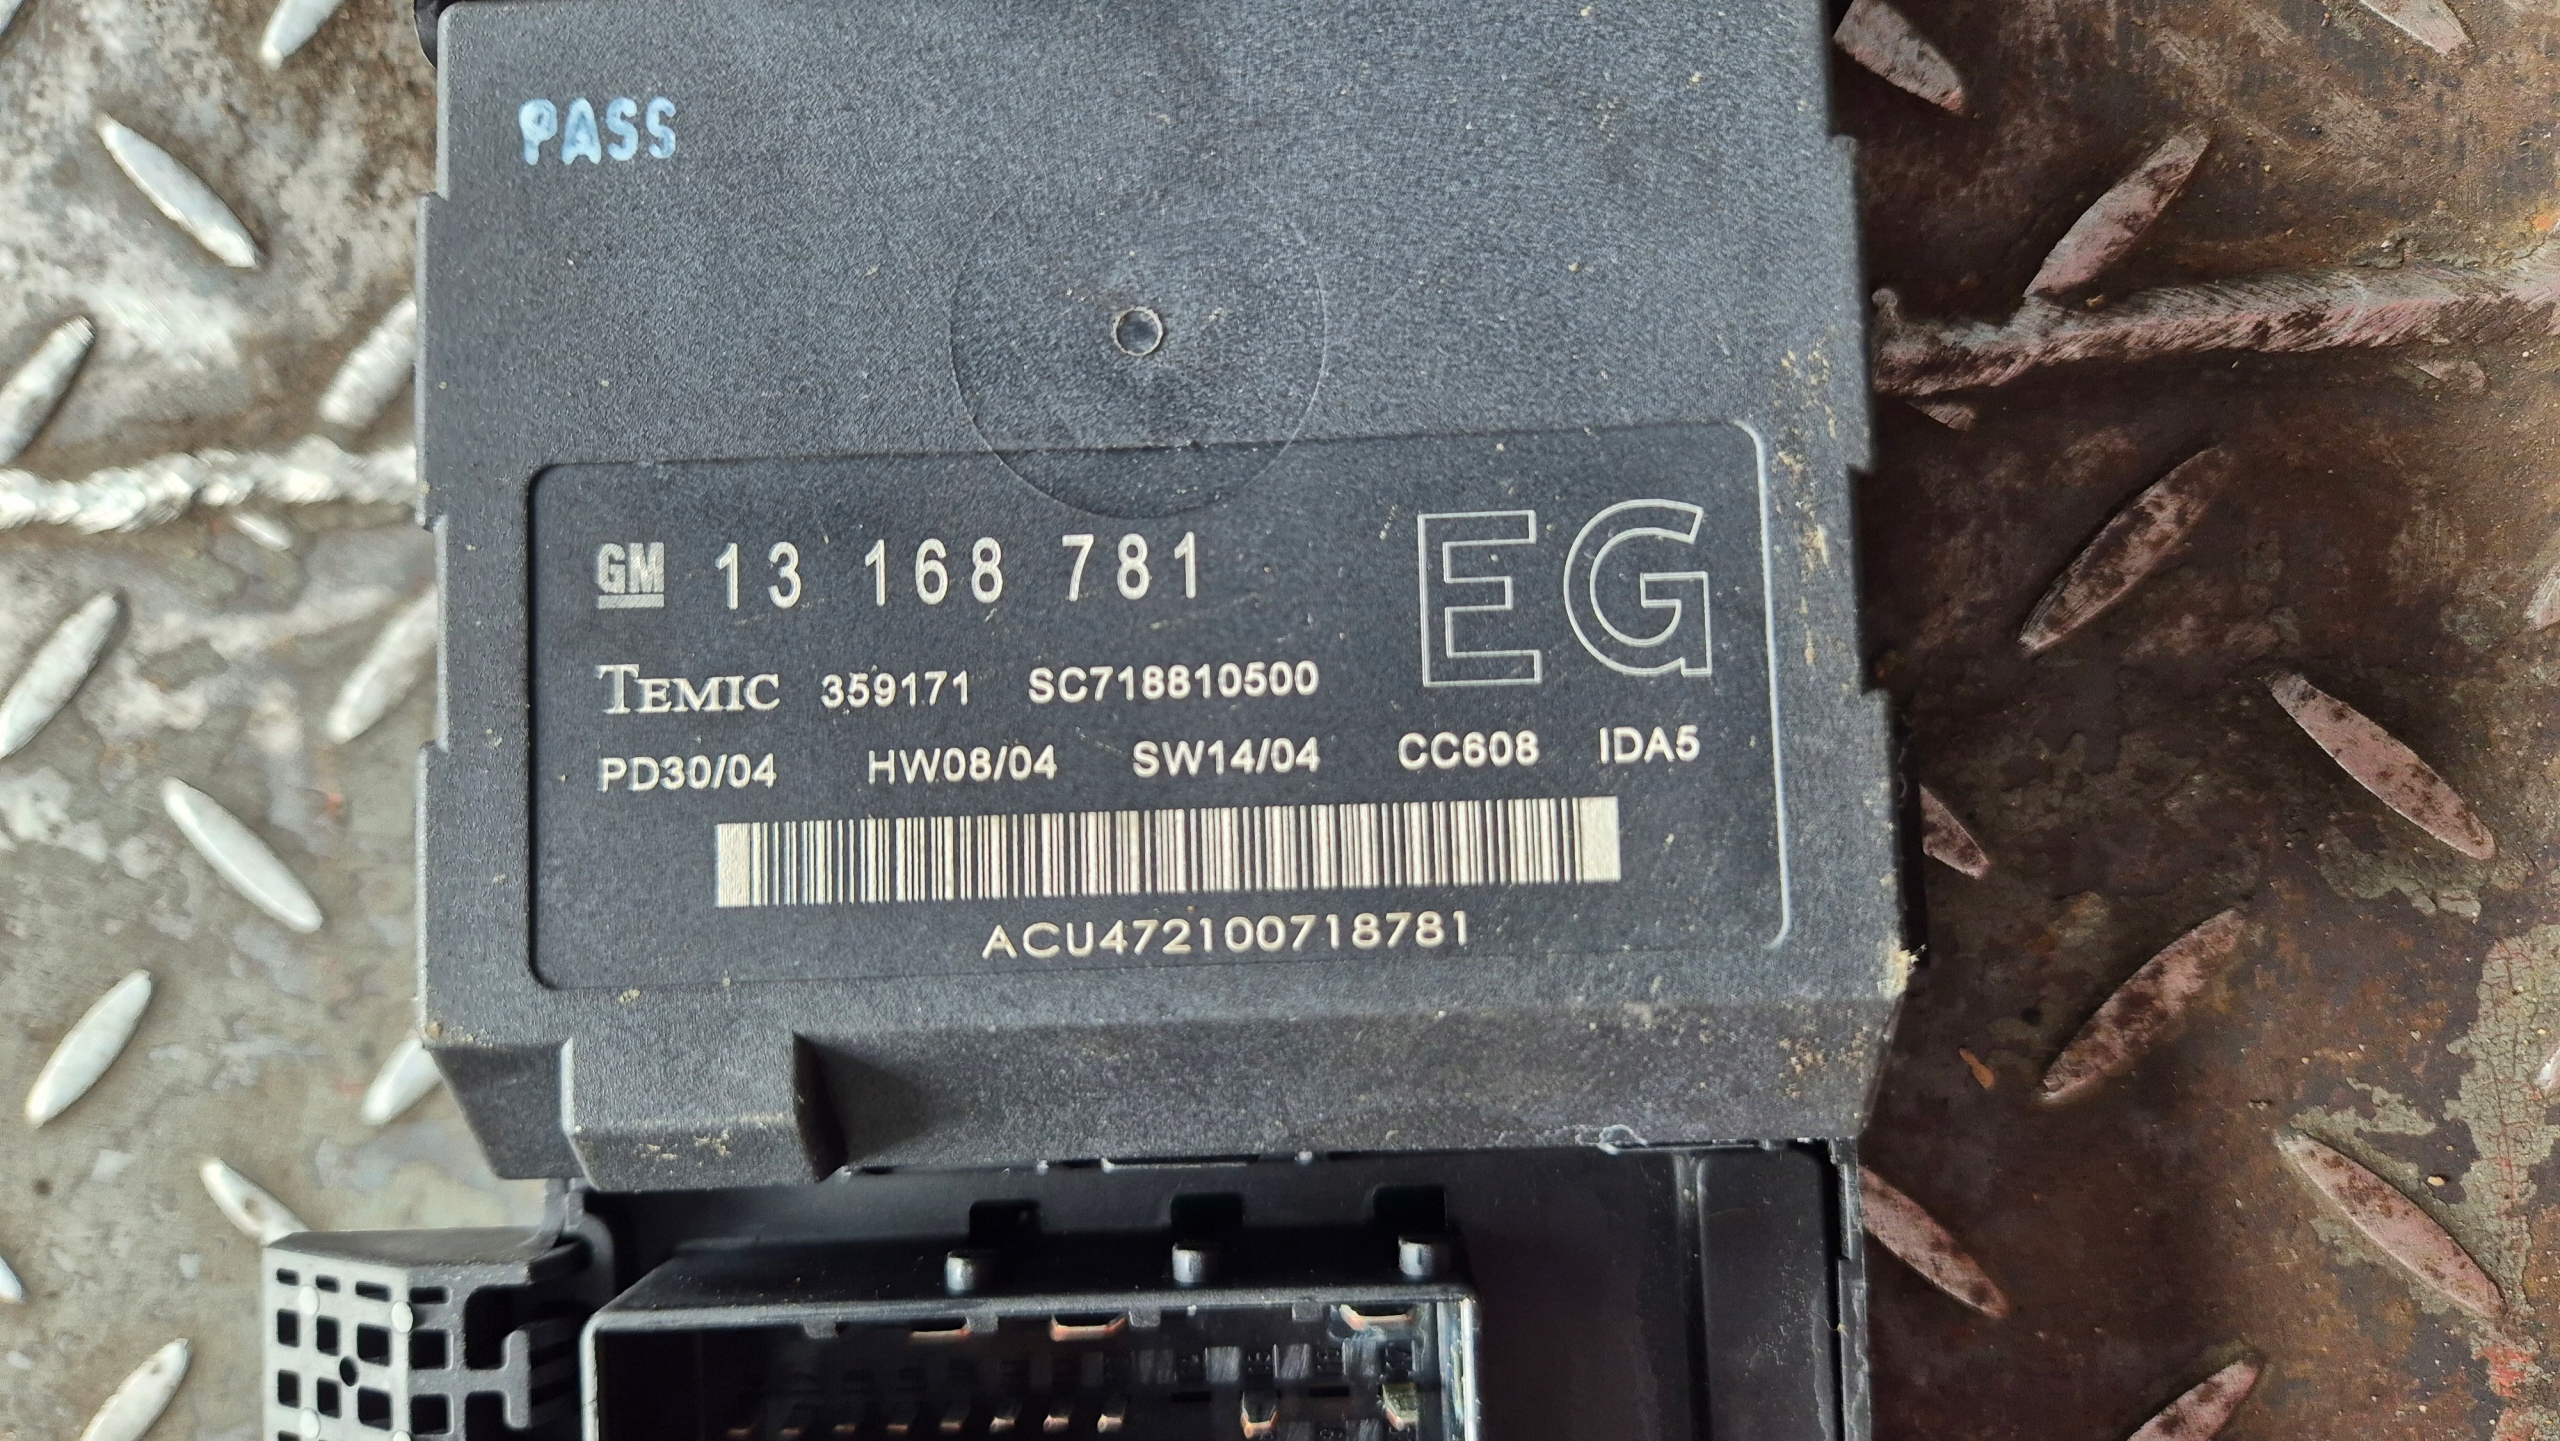 PASS
GM 13 168 781 EG
TEMIC 359171 SC718810500
PD30/04 HW08/04 SW14/04 CC608 IDA5
ACU472100718781